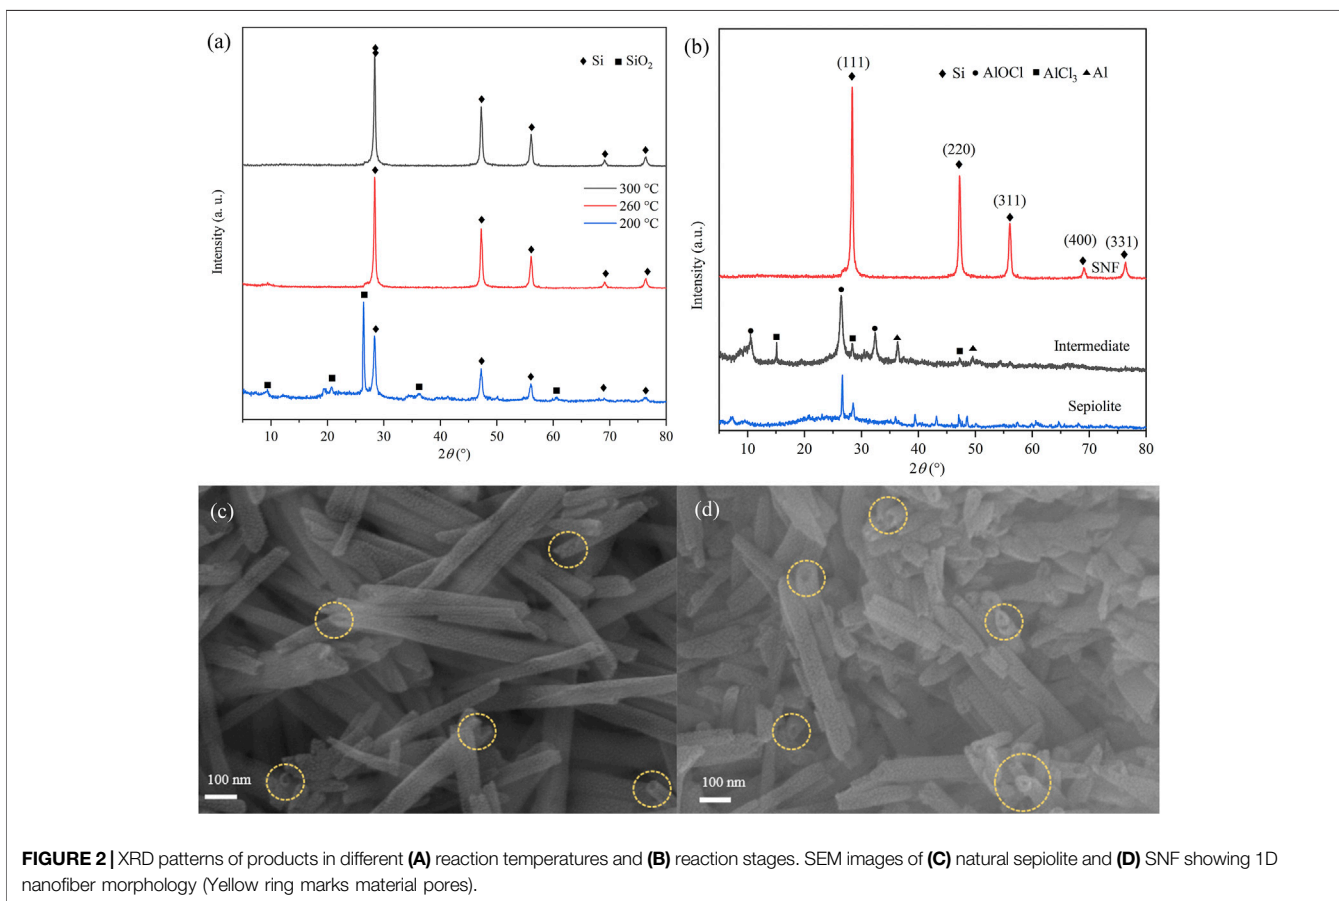 (a)
♦ Si ■ SiO₂
300 °C
260 °C
200 °C
Intensity (a. u.)
10 20 30 40 50 60 70 80
2θ (°)
(b)
♦ Si ● AlOCl ■ AlCl₃ ▲ Al
(111)
(220)
(311)
(400) (331)
SNF
Intermediate
Sepiolite
Intensity (a.u.)
10 20 30 40 50 60 70 80
2θ (°)
(c)
100 nm
(d)
100 nm
FIGURE 2 | XRD patterns of products in different (A) reaction temperatures and (B) reaction stages. SEM images of (C) natural sepiolite and (D) SNF showing 1D
nanofiber morphology (Yellow ring marks material pores).